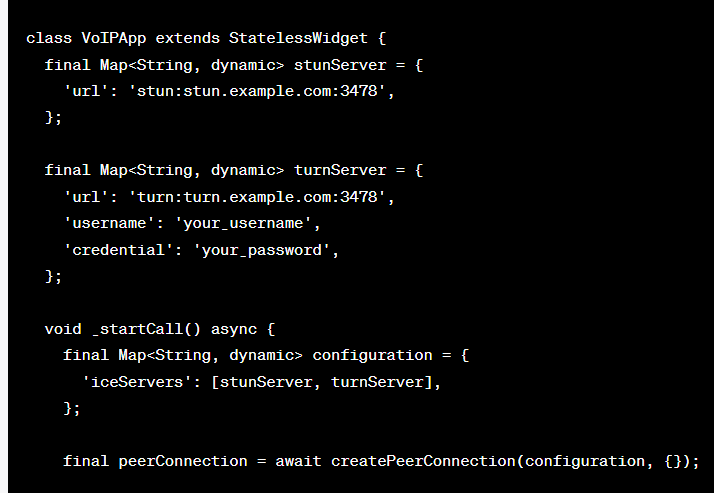 class VoIPApp extends StatelessWidget {
final Map<String, dynamic> stunServer = {
'url': 'stun:stun.example.com:3478',
};
final Map<String, dynamic> turnServer = {
'url': 'turn:turn.example.com:3478',
'username': 'your_username',
'credential': 'your_password',
};
void _startCall() async {
final Map<String, dynamic> configuration = {
'iceServers': [stunServer, turnServer],
};
final peerConnection = await createPeerConnection(configuration, {});